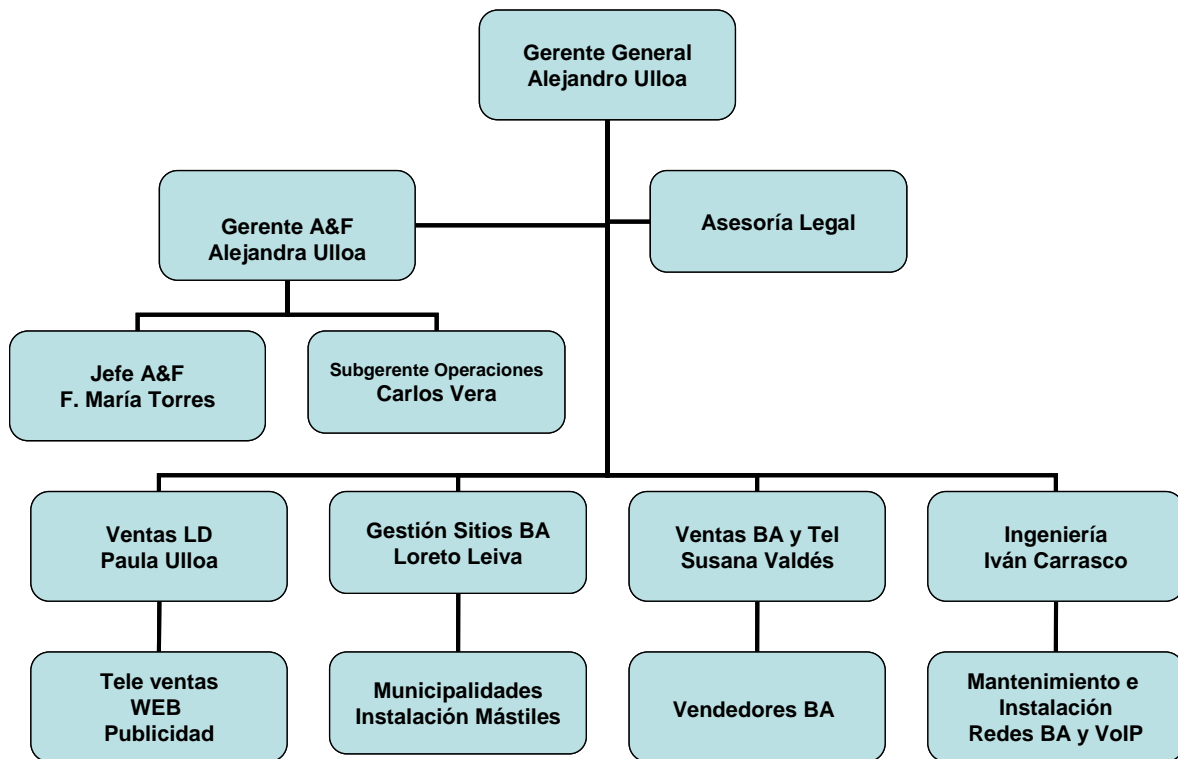 Gerente General
Alejandro Ulloa
Gerente A&F
Alejandra Ulloa
Asesoría Legal
Jefe A&F
F. María Torres
Subgerente Operaciones
Carlos Vera
Ventas LD
Paula Ulloa
Gestión Sitios BA
Loreto Leiva
Ventas BA y Tel
Susana Valdés
Ingeniería
Iván Carrasco
Tele ventas
WEB
Publicidad
Municipalidades
Instalación Mástiles
Vendedores BA
Mantenimiento e
Instalación
Redes BA y VoIP